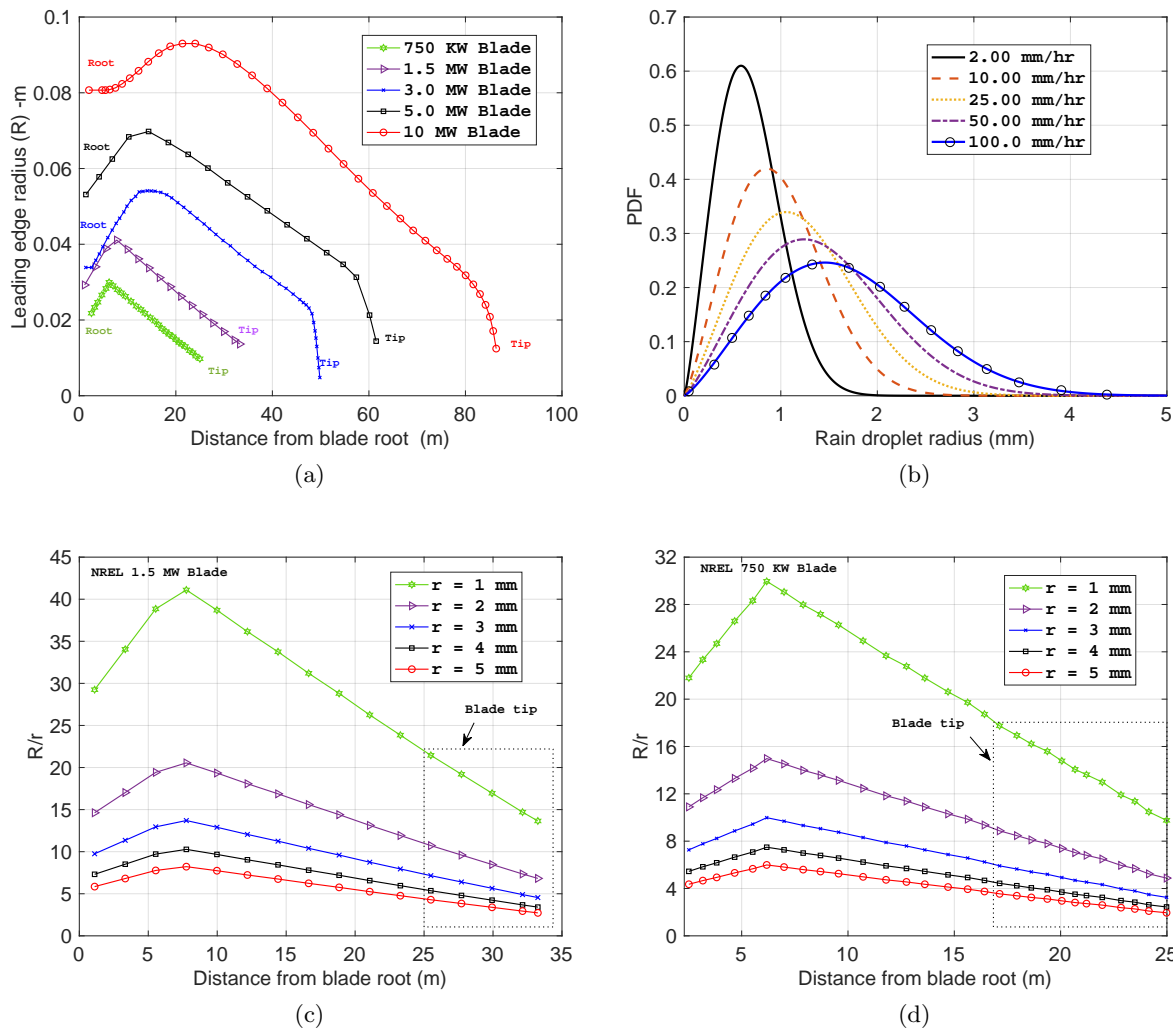 0.1
0.08
0.06
0.04
0.02
0
0
20
40
60
80
100
Leading edge radius (R) -m
Distance from blade root (m)
750 KW Blade
1.5 MW Blade
3.0 MW Blade
5.0 MW Blade
10 MW Blade
Root
Root
Root
Root
Tip
Tip
Tip
Tip
Tip
(a)
0.7
0.6
0.5
0.4
0.3
0.2
0.1
0
0
1
2
3
4
5
PDF
Rain droplet radius (mm)
2.00 mm/hr
10.00 mm/hr
25.00 mm/hr
50.00 mm/hr
100.0 mm/hr
(b)
45
40
35
30
25
20
15
10
5
0
0
5
10
15
20
25
30
35
R/r
Distance from blade root (m)
NREL 1.5 MW Blade
r = 1 mm
r = 2 mm
r = 3 mm
r = 4 mm
r = 5 mm
Blade tip
(c)
32
28
24
20
16
12
8
4
0
5
10
15
20
25
R/r
Distance from blade root (m)
NREL 750 KW Blade
r = 1 mm
r = 2 mm
r = 3 mm
r = 4 mm
r = 5 mm
Blade tip
(d)